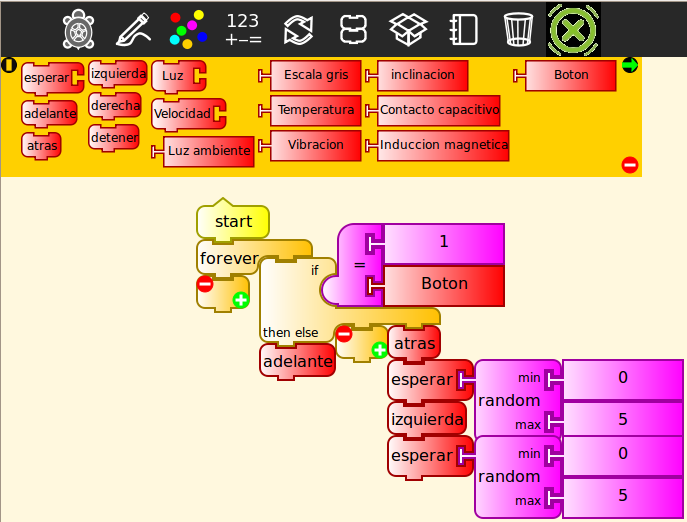 123
+-−=
esperar izquierda Luz Escala gris inclinacion Boton
adelante derecha Velocidad Temperatura Contacto capacitivo
atras detener Luz ambiente Vibracion Induccion magnetica
start
forever
if
=
1
Boton
then else
adelante
atras
esperar
random
min
0
max
5
izquierda
esperar
random
min
0
max
5